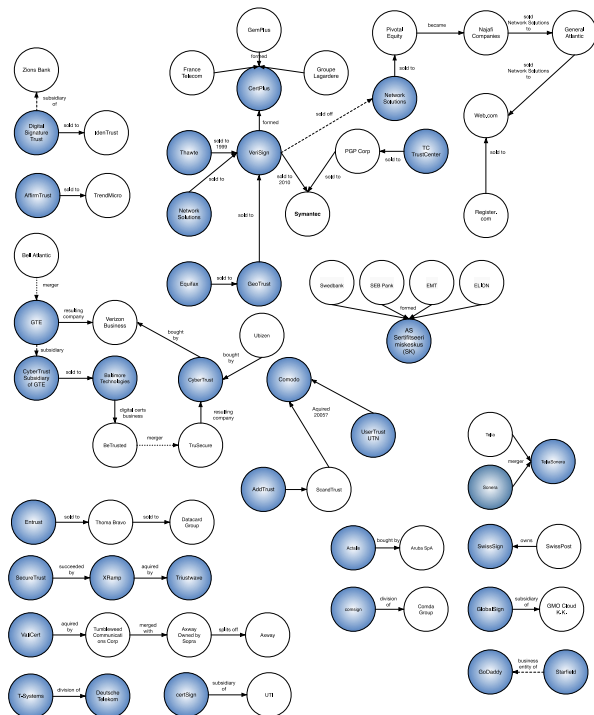 GemPlus
Pivotal
Equity
became
Najafi
Companies
sold
Network Solutions
to
General
Atlantic
formed
France
Telecom
Groupe
Lagardere
CertPlus
Zions Bank
subsidiary
of
sold to
sold
Network Solutions
to
Network
Solutions
formed
sold off
Web.com
Digital
Signature
Trust
sold to
IdenTrust
Thawte
sold to
1999
VeriSign
PGP Corp
sold to
TC
TrustCenter
sold to
sold to
2010
sold to
sold to
AffirmTrust
sold to
TrendMicro
Network
Solutions
Symantec
Register.
com
sold to
Bell Atlantic
merger
Equifax
sold to
GeoTrust
Swedbank
SEB Pank
EMT
ELION
formed
AS
Sertifitseeri
miskeskus
(SK)
GTE
resulting
company
Verizon
Business
Ubizen
bought
by
bought
by
subsidiary
CyberTrust
Subsidiary
of GTE
sold to
Baltimore
Technologies
CyberTrust
Comodo
digital certs
business
resulting
company
Aquired
2005?
BeTrusted
merger
TruSecure
UserTrust
UTN
Telia
merger
TeliaSonera
Sonera
AddTrust
ScandTrust
Entrust
sold to
Thoma Bravo
sold to
Datacard
Group
Actalis
bought by
Aruba SpA
SwissSign
owns
SwissPost
SecureTrust
succeeded
by
XRamp
aquired
by
Trustwave
comsign
division of
Comda
Group
GlobalSign
subsidiary
of
GMO Cloud
K.K.
ValiCert
aquired
by
Tumbleweed
Communicati
ons Corp
merged
with
Axway
Owned by
Sopra
splits off
Axway
GoDaddy
business
entity of
Starfield
T-Systems
division of
Deutsche
Telekom
certSign
subsidiary
of
UTI